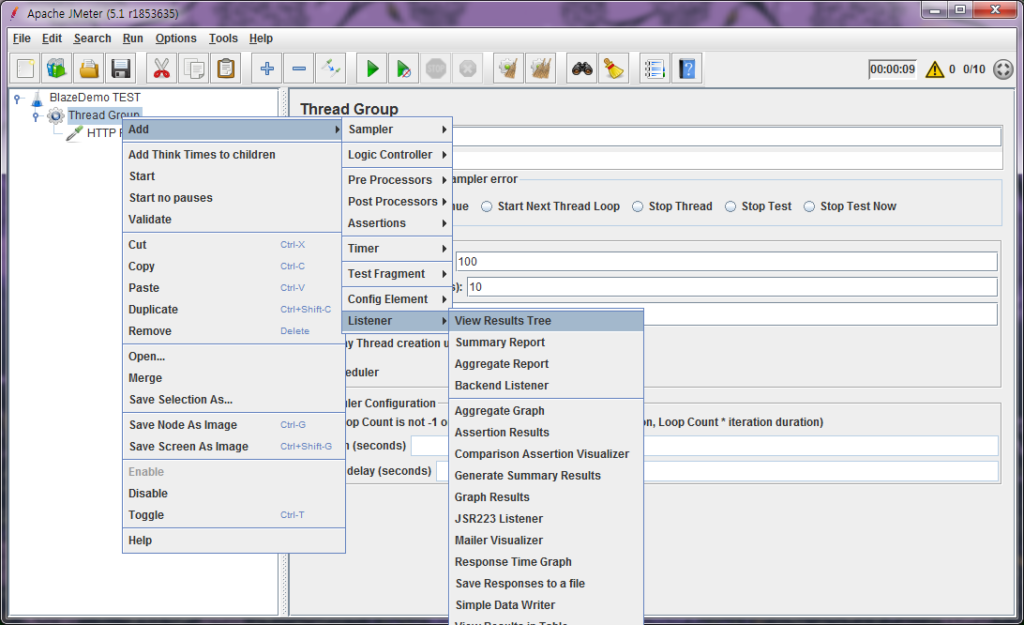 Apache JMeter (5.1 r1853635)
File Edit Search Run Options Tools Help
00:00:09 0 0/10
BlazeDemo TEST
Thread Group
HTTP
Thread Group
Add
Add Think Times to children
Start
Start no pauses
Validate
Cut Ctrl-X
Copy Ctrl-C
Paste Ctrl-V
Duplicate Ctrl+Shift-C
Remove Delete
Open...
Merge
Save Selection As...
Save Node As Image Ctrl-G
Save Screen As Image Ctrl+Shift-G
Enable
Disable
Toggle Ctrl-T
Help
Sampler
Logic Controller
Pre Processors
Post Processors
Assertions
Timer
Test Fragment
Config Element
Listener
View Results Tree
Summary Report
Aggregate Report
Backend Listener
Aggregate Graph
Assertion Results
Comparison Assertion Visualizer
Generate Summary Results
Graph Results
JSR223 Listener
Mailer Visualizer
Response Time Graph
Save Responses to a file
Simple Data Writer
View Results in Table
ampler error
nue Start Next Thread Loop Stop Thread Stop Test Stop Test Now
100
s): 10
y Thread creation u
eduler
ler Configuration
op Count is not -1 o n, Loop Count * iteration duration)
n (seconds)
delay (seconds)